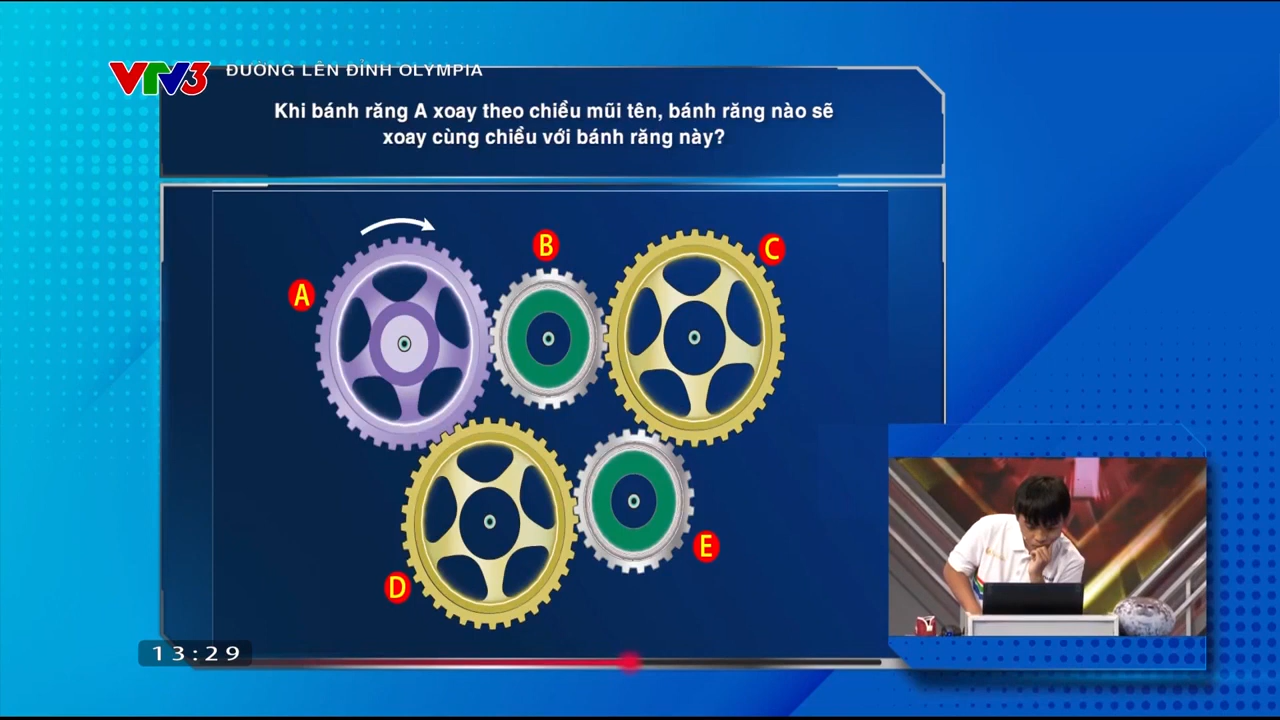 VTV3
ĐƯỜNG LÊN ĐỈNH OLYMPIA
Khi bánh răng A xoay theo chiều mũi tên, bánh răng nào sẽ
xoay cùng chiều với bánh răng này?
B
C
A
E
D
13:29